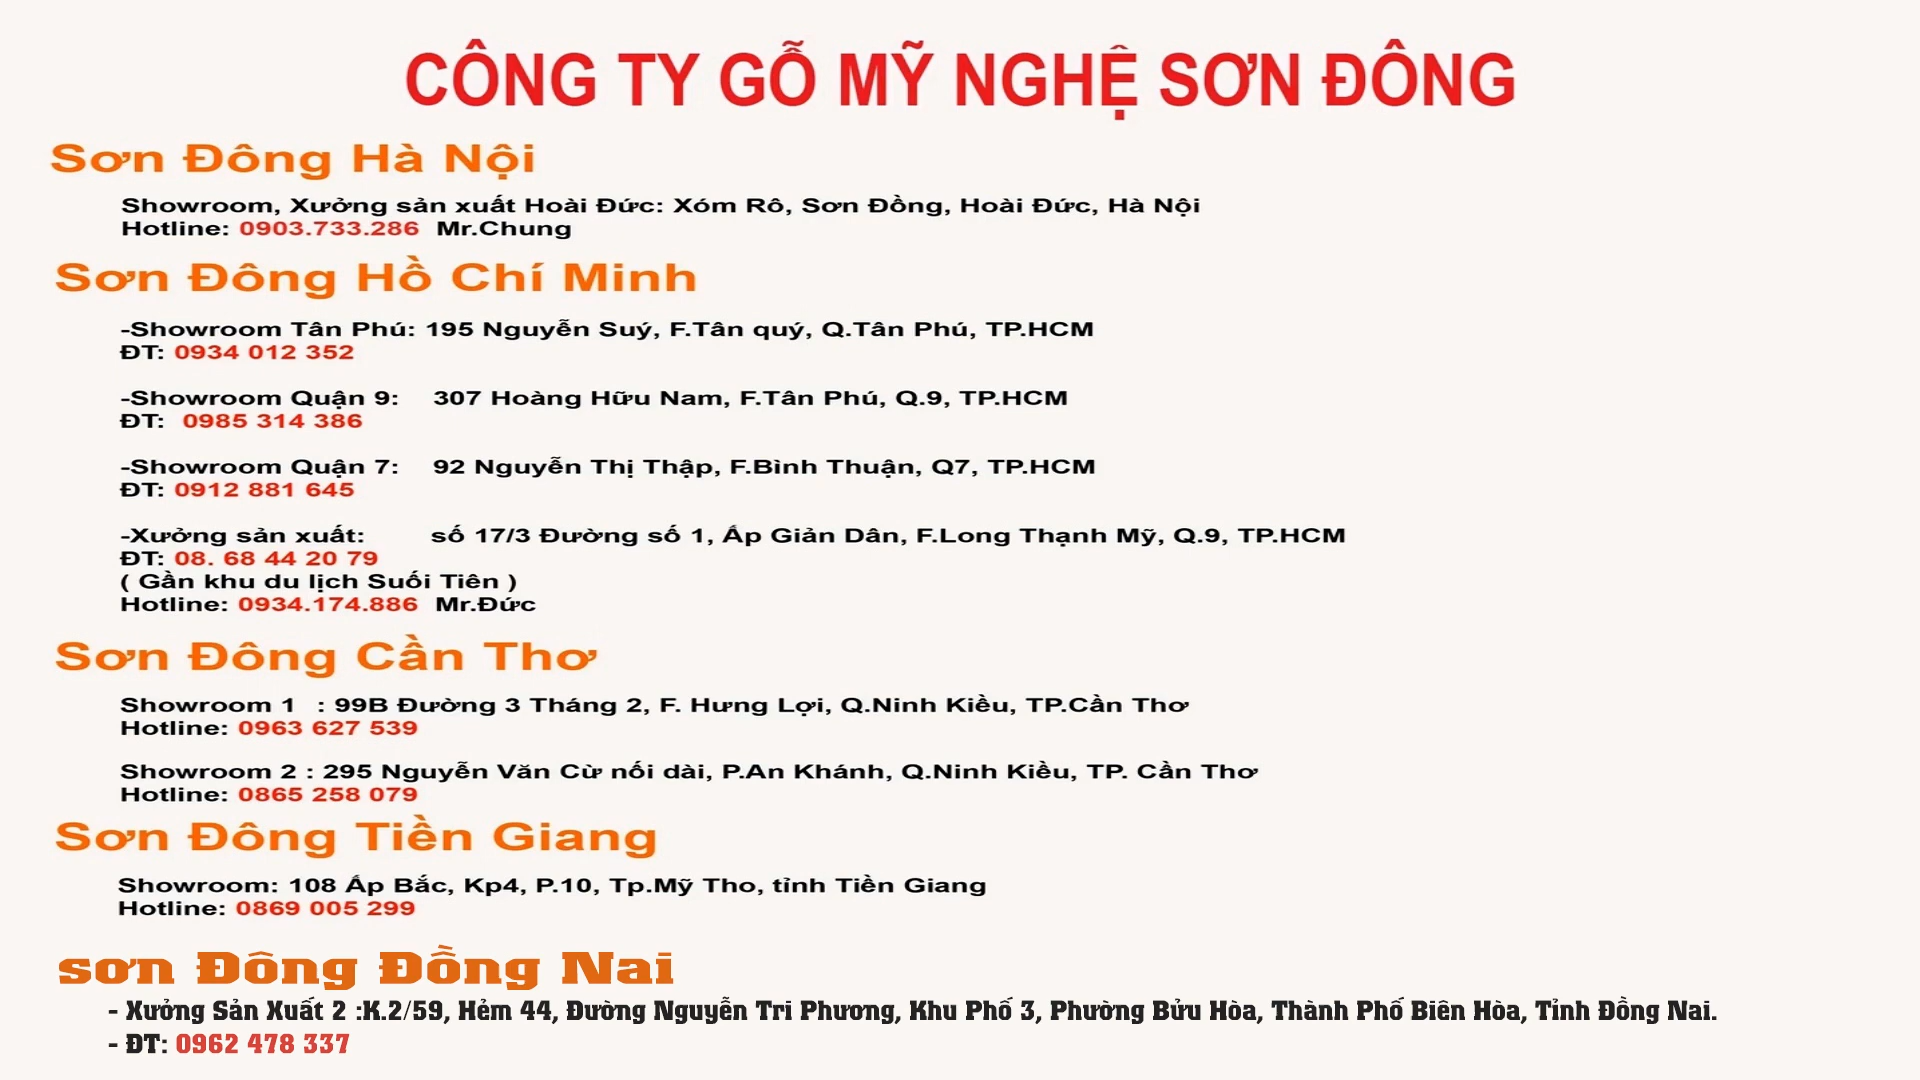 CÔNG TY GỖ MỸ NGHỆ SƠN ĐÔNG
Sơn Đông Hà Nội
Showroom, Xưởng sản xuất Hoài Đức: Xóm Rô, Sơn Đồng, Hoài Đức, Hà Nội
Hotline: 0903.733.286 Mr.Chung
Sơn Đông Hồ Chí Minh
-Showroom Tân Phú: 195 Nguyễn Suý, F.Tân quý, Q.Tân Phú, TP.HCM
ĐT: 0934 012 352
-Showroom Quận 9: 307 Hoàng Hữu Nam, F.Tân Phú, Q.9, TP.HCM
ĐT: 0985 314 386
-Showroom Quận 7: 92 Nguyễn Thị Thập, F.Bình Thuận, Q7, TP.HCM
ĐT: 0912 881 645
-Xưởng sản xuất: số 17/3 Đường số 1, Ấp Giản Dân, F.Long Thạnh Mỹ, Q.9, TP.HCM
ĐT: 08. 68 44 20 79
( Gần khu du lịch Suối Tiên )
Hotline: 0934.174.886 Mr.Đức
Sơn Đông Cần Thơ
Showroom 1 : 99B Đường 3 Tháng 2, F. Hưng Lợi, Q.Ninh Kiều, TP.Cần Thơ
Hotline: 0963 627 539
Showroom 2 : 295 Nguyễn Văn Cừ nối dài, P.An Khánh, Q.Ninh Kiều, TP. Cần Thơ
Hotline: 0865 258 079
Sơn Đông Tiền Giang
Showroom: 108 Ấp Bắc, Kp4, P.10, Tp.Mỹ Tho, tỉnh Tiền Giang
Hotline: 0869 005 299
sơn Đông Đồng Nai
- Xưởng Sản Xuất 2 :K.2/59, Hẻm 44, Đường Nguyễn Tri Phương, Khu Phố 3, Phường Bửu Hòa, Thành Phố Biên Hòa, Tỉnh Đồng Nai.
- ĐT: 0962 478 337